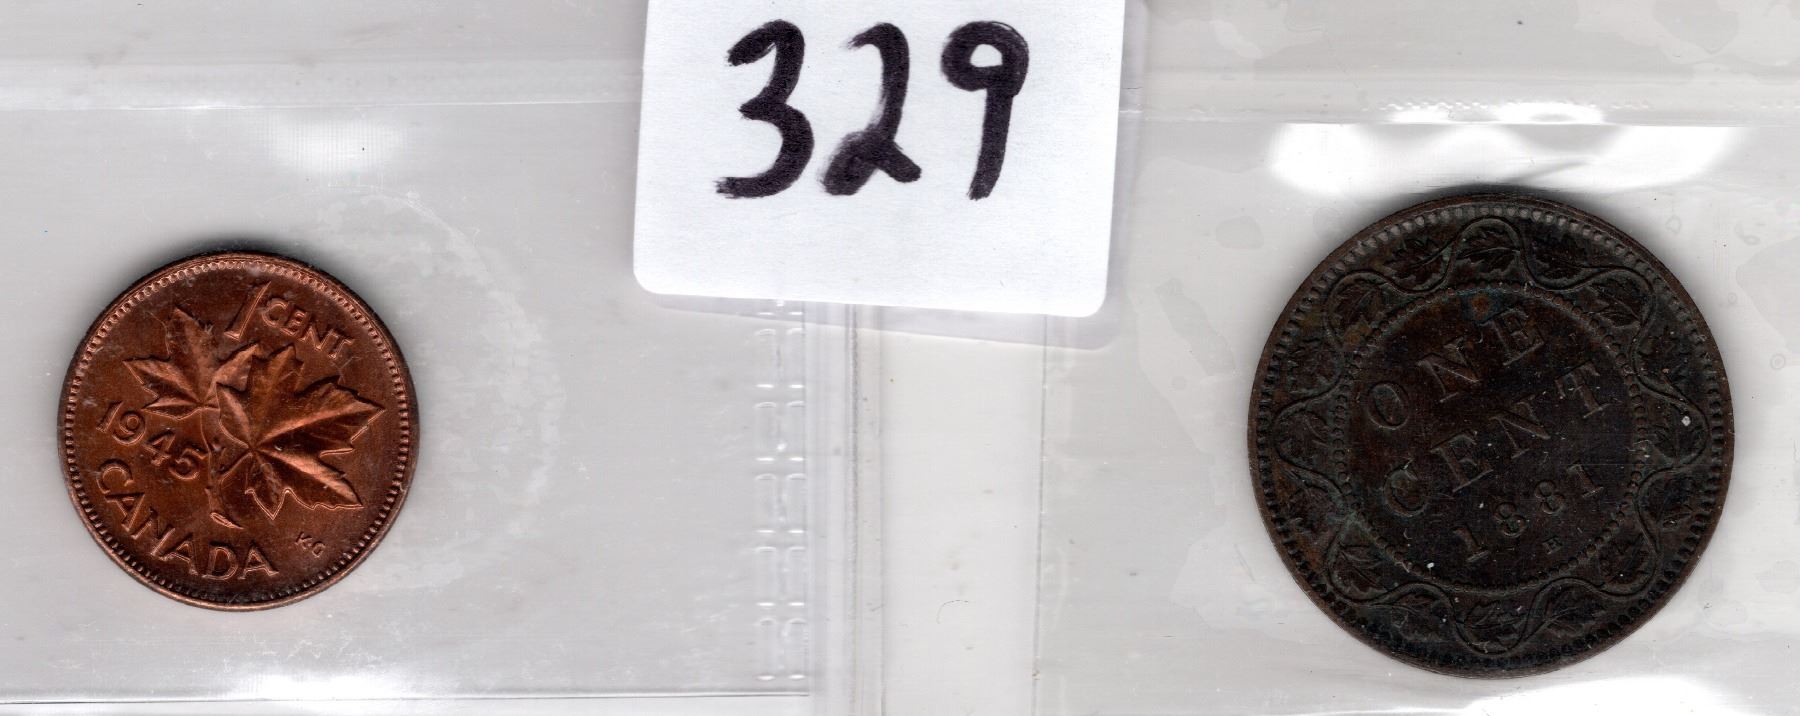 329
1 CENT
1945
CANADA
KG
ONE
CENT
1881
H